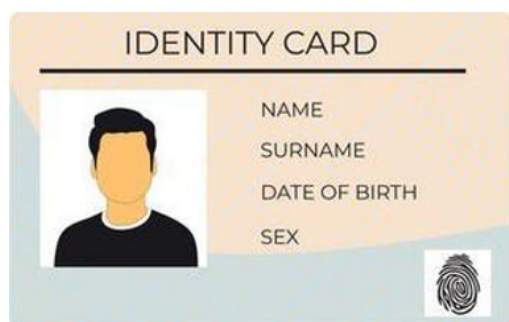 IDENTITY CARD
NAME
SURNAME
DATE OF BIRTH
SEX